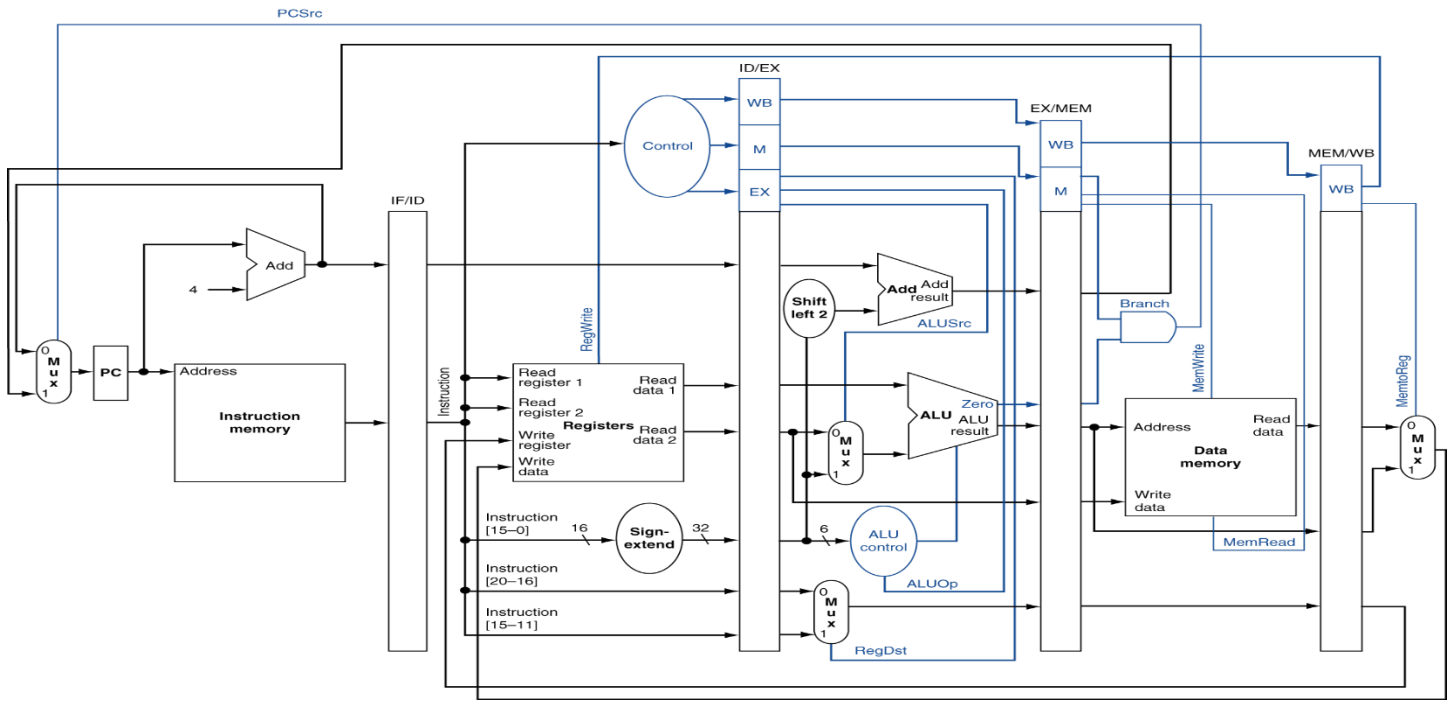 PCSrc
ID/EX
WB
EX/MEM
Control
M
WB
MEM/WB
EX
M
WB
IF/ID
Add
4
RegWrite
Shift
left 2
Add
Add
result
ALUSrc
Branch
MemWrite
MemtoReg
0
M
u
x
1
PC
Address
Instruction
memory
Instruction
Read
register 1
Read
register 2
Registers
Write
register
Write
data
Read
data 1
Read
data 2
0
M
u
x
1
Zero
ALU
ALU
result
Address
Read
data
Data
memory
Write
data
0
M
u
x
1
Instruction
[15–0]
16
Sign-
extend
32
6
ALU
control
MemRead
Instruction
[20–16]
ALUOp
Instruction
[15–11]
0
M
u
x
1
RegDst